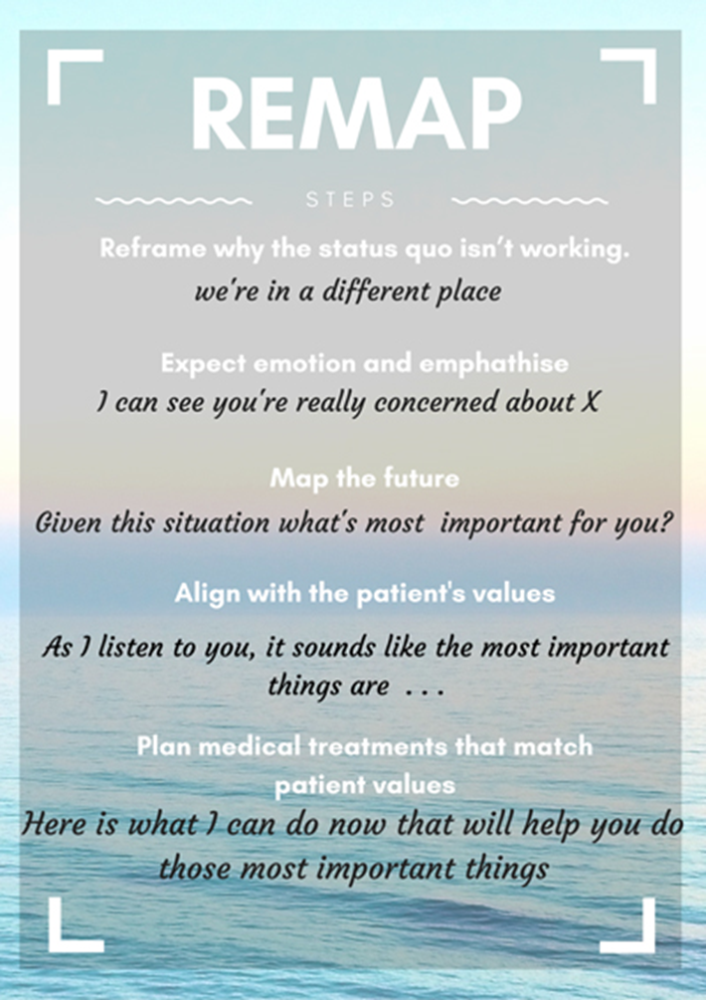 REMAP
STEPS
Reframe why the status quo isn't working.
we're in a different place
Expect emotion and emphathise
I can see you're really concerned about X
Map the future
Given this situation what's most important for you?
Align with the patient's values
As I listen to you, it sounds like the most important
things are ...
Plan medical treatments that match
patient values
Here is what I can do now that will help you do
those most important things